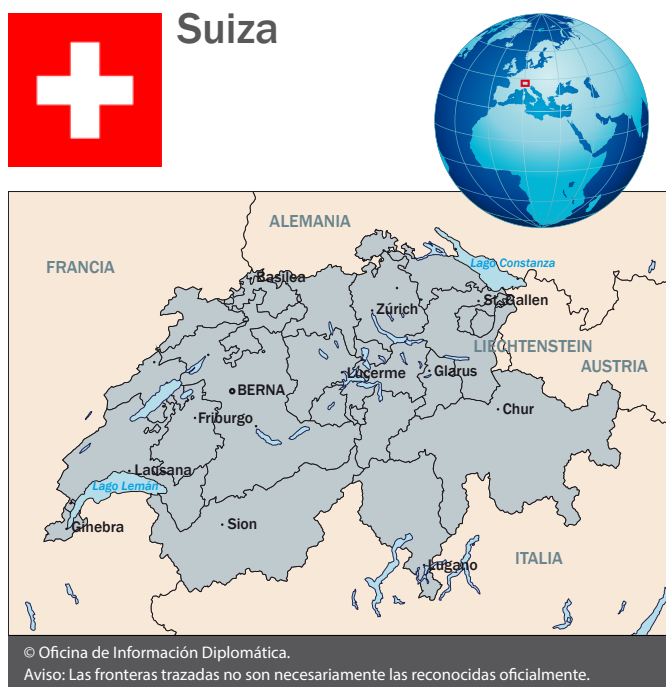 Suiza
ALEMANIA
FRANCIA
Lago Constanza
Basilea
Zúrich
St. Gallen
LIECHTENSTEIN
AUSTRIA
Lucerme
Glarus
BERNA
Chur
Friburgo
Lausana
Lago Lemán
Ginebra
Sion
ITALIA
Lugano
© Oficina de Información Diplomática.
Aviso: Las fronteras trazadas no son necesariamente las reconocidas oficialmente.